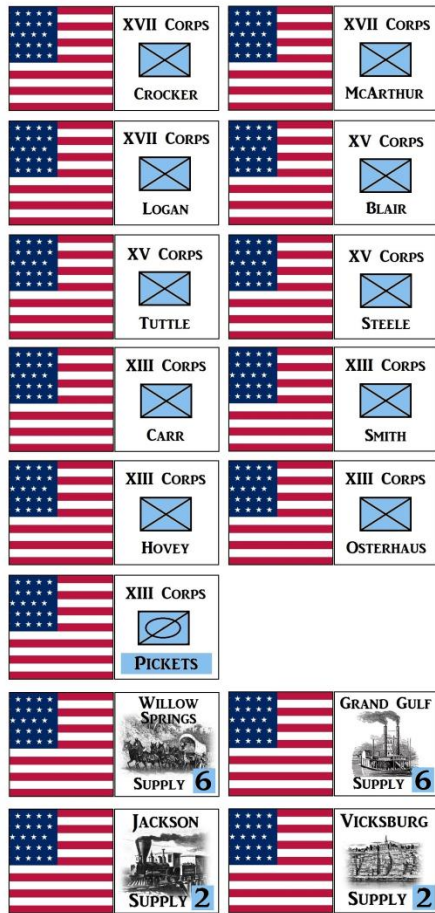 XVII Corps
Crocker
XVII Corps
McArthur
XVII Corps
Logan
XV Corps
Blair
XV Corps
Tuttle
XV Corps
Steele
XIII Corps
Carr
XIII Corps
Smith
XIII Corps
Hovey
XIII Corps
Osterhaus
XIII Corps
Pickets
Willow
Springs
Supply 6
Grand Gulf
Supply 6
Jackson
Supply 2
Vicksburg
Supply 2